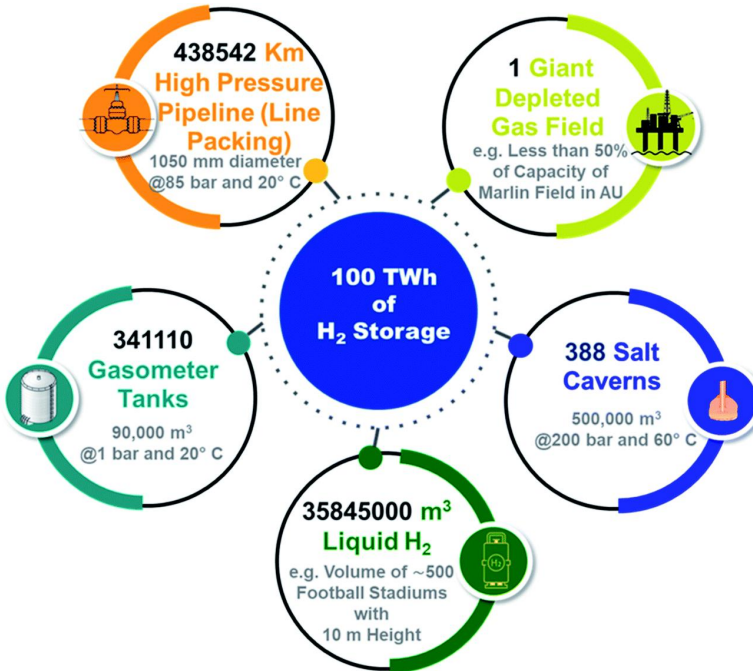 438542 Km
High Pressure
Pipeline (Line
Packing)
1050 mm diameter
@85 bar and 20° C
1 Giant
Depleted
Gas Field
e.g. Less than 50%
of Capacity of
Marlin Field in AU
100 TWh
of
H₂ Storage
341110
Gasometer
Tanks
90,000 m³
@1 bar and 20° C
388 Salt
Caverns
500,000 m³
@200 bar and 60° C
35845000 m³
Liquid H₂
e.g. Volume of ~500
Football Stadiums
with
10 m Height
H₂